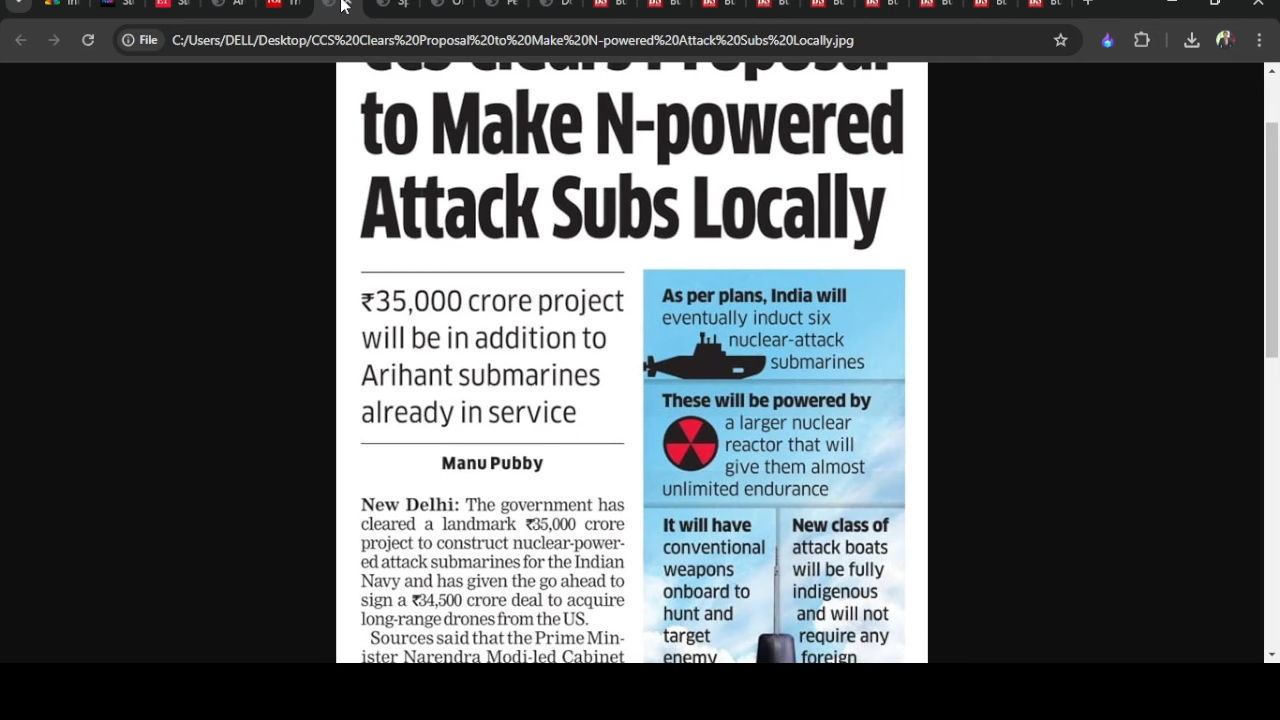 File
C:/Users/DELL/Desktop/CCS%20Clears%20Proposal%20to%20Make%20N-powered%20Attack%20Subs%20Locally.jpg
CCS Clears Proposal
to Make N-powered
Attack Subs Locally
₹35,000 crore project
will be in addition to
Arihant submarines
already in service
Manu Pubby
New Delhi: The government has
cleared a landmark ₹35,000 crore
project to construct nuclear-power-
ed attack submarines for the Indian
Navy and has given the go ahead to
sign a ₹34,500 crore deal to acquire
long-range drones from the US.
Sources said that the Prime Min-
ister Narendra Modi-led Cabinet
As per plans, India will
eventually induct six
nuclear-attack
submarines
These will be powered by
a larger nuclear
reactor that will
give them almost
unlimited endurance
It will have
conventional
weapons
onboard to
hunt and
target
enemy
New class of
attack boats
will be fully
indigenous
and will not
require any
foreign